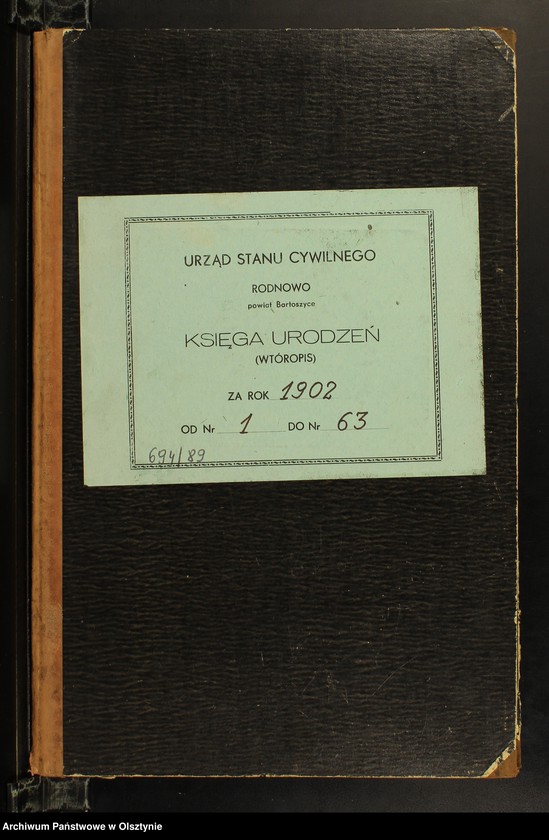 URZĄD STANU CYWILNEGO
RODNOWO
powiat Bartoszyce
KSIĘGA URODZEŃ
(WTÓROPIS)
ZA ROK 1902
OD Nr 1 DO Nr 63
694/89
Archiwum Państwowe w Olsztynie